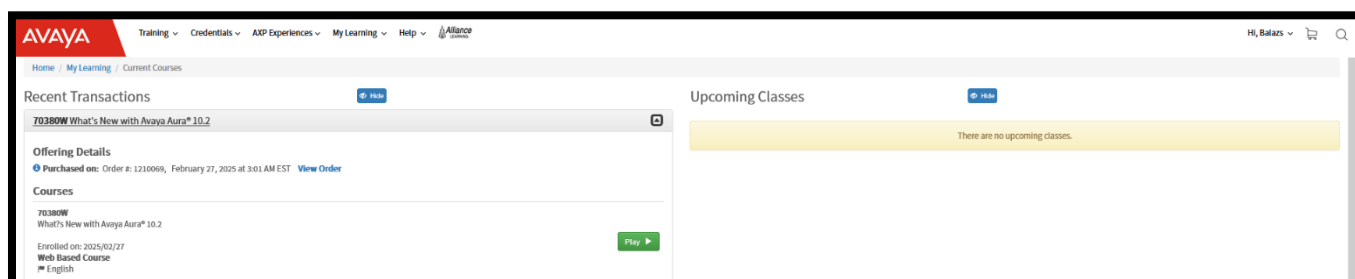 AVAYA Training Credentials AXP Experiences My Learning Help Alliance LEARNING Hi, Balazs
Home / My Learning / Current Courses
Recent Transactions Hide
70380W What's New with Avaya Aura® 10.2
Offering Details
Purchased on: Order #: 1210069, February 27, 2025 at 3:01 AM EST View Order
Courses
70380W
What?s New with Avaya Aura® 10.2
Enrolled on: 2025/02/27
Web Based Course
English
Play
Upcoming Classes Hide
There are no upcoming classes.